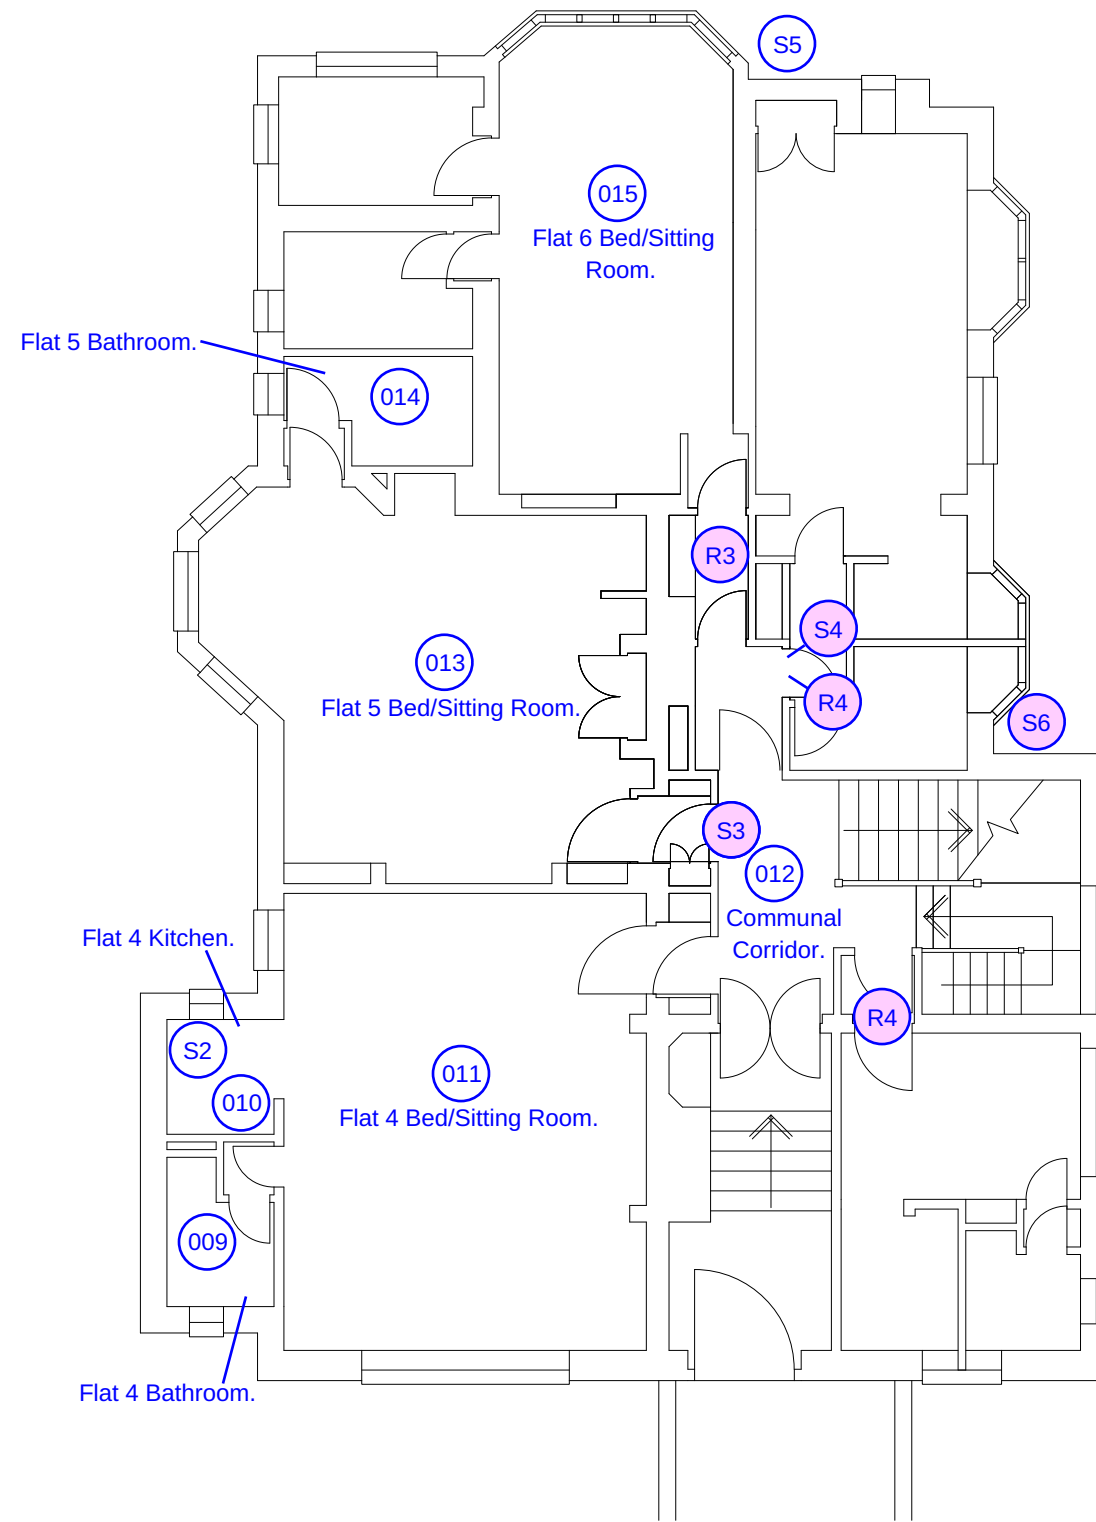 S5
015
Flat 6 Bed/Sitting
Room.
Flat 5 Bathroom.
014
R3
S4
013
Flat 5 Bed/Sitting Room.
R4
S6
S3
012
Communal
Corridor.
Flat 4 Kitchen.
R4
S2
011
Flat 4 Bed/Sitting Room.
010
009
Flat 4 Bathroom.